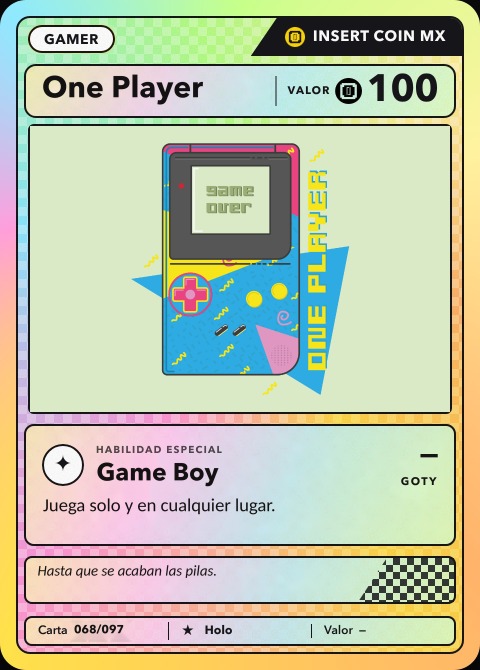 GAMER
INSERT COIN MX
One Player
VALOR 100
game
over
ONE PLAYER
HABILIDAD ESPECIAL
Game Boy
–
GOTY
Juega solo y en cualquier lugar.
Hasta que se acaban las pilas.
Carta 068/097 ★ Holo Valor –